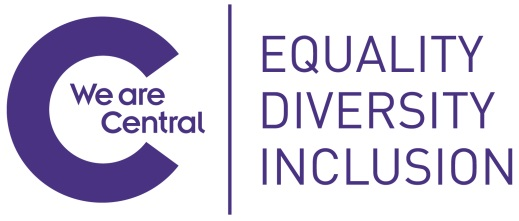 We are
Central
EQUALITY
DIVERSITY
INCLUSION